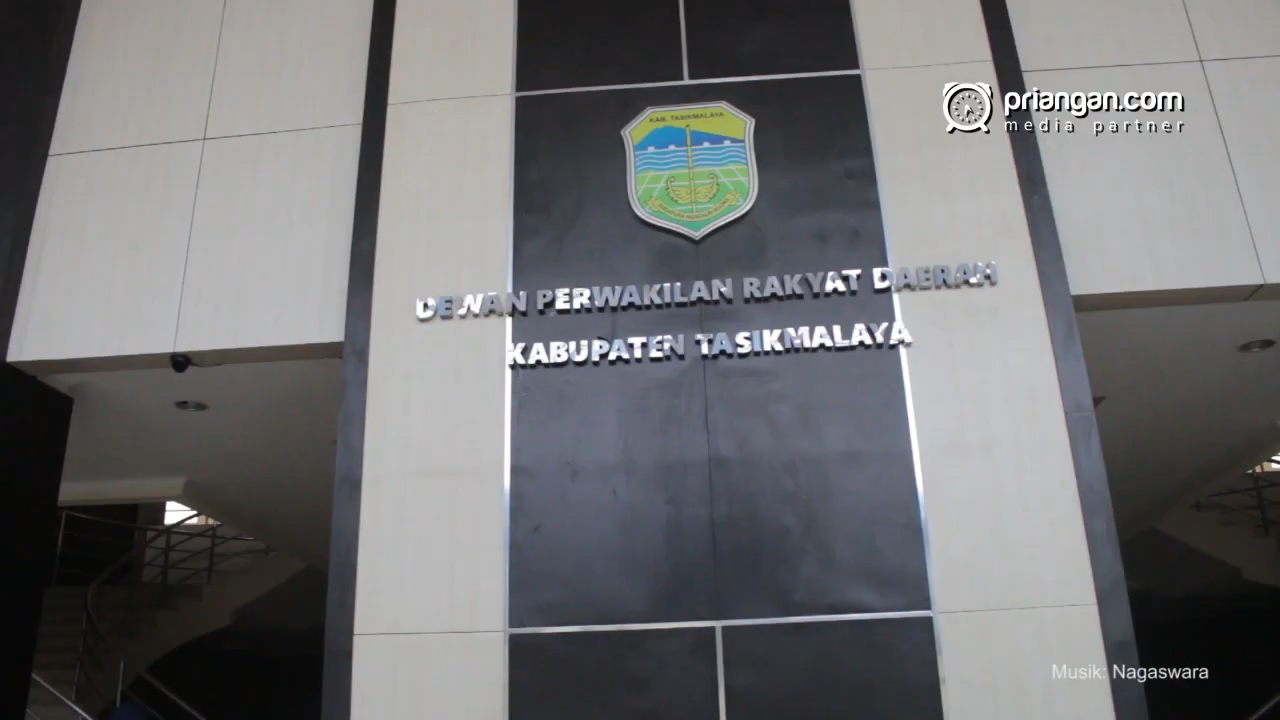 priangan.com
media partner
KAB. TASIKMALAYA
DEWAN PERWAKILAN RAKYAT DAERAH
KABUPATEN TASIKMALAYA
Musik: Nagaswara